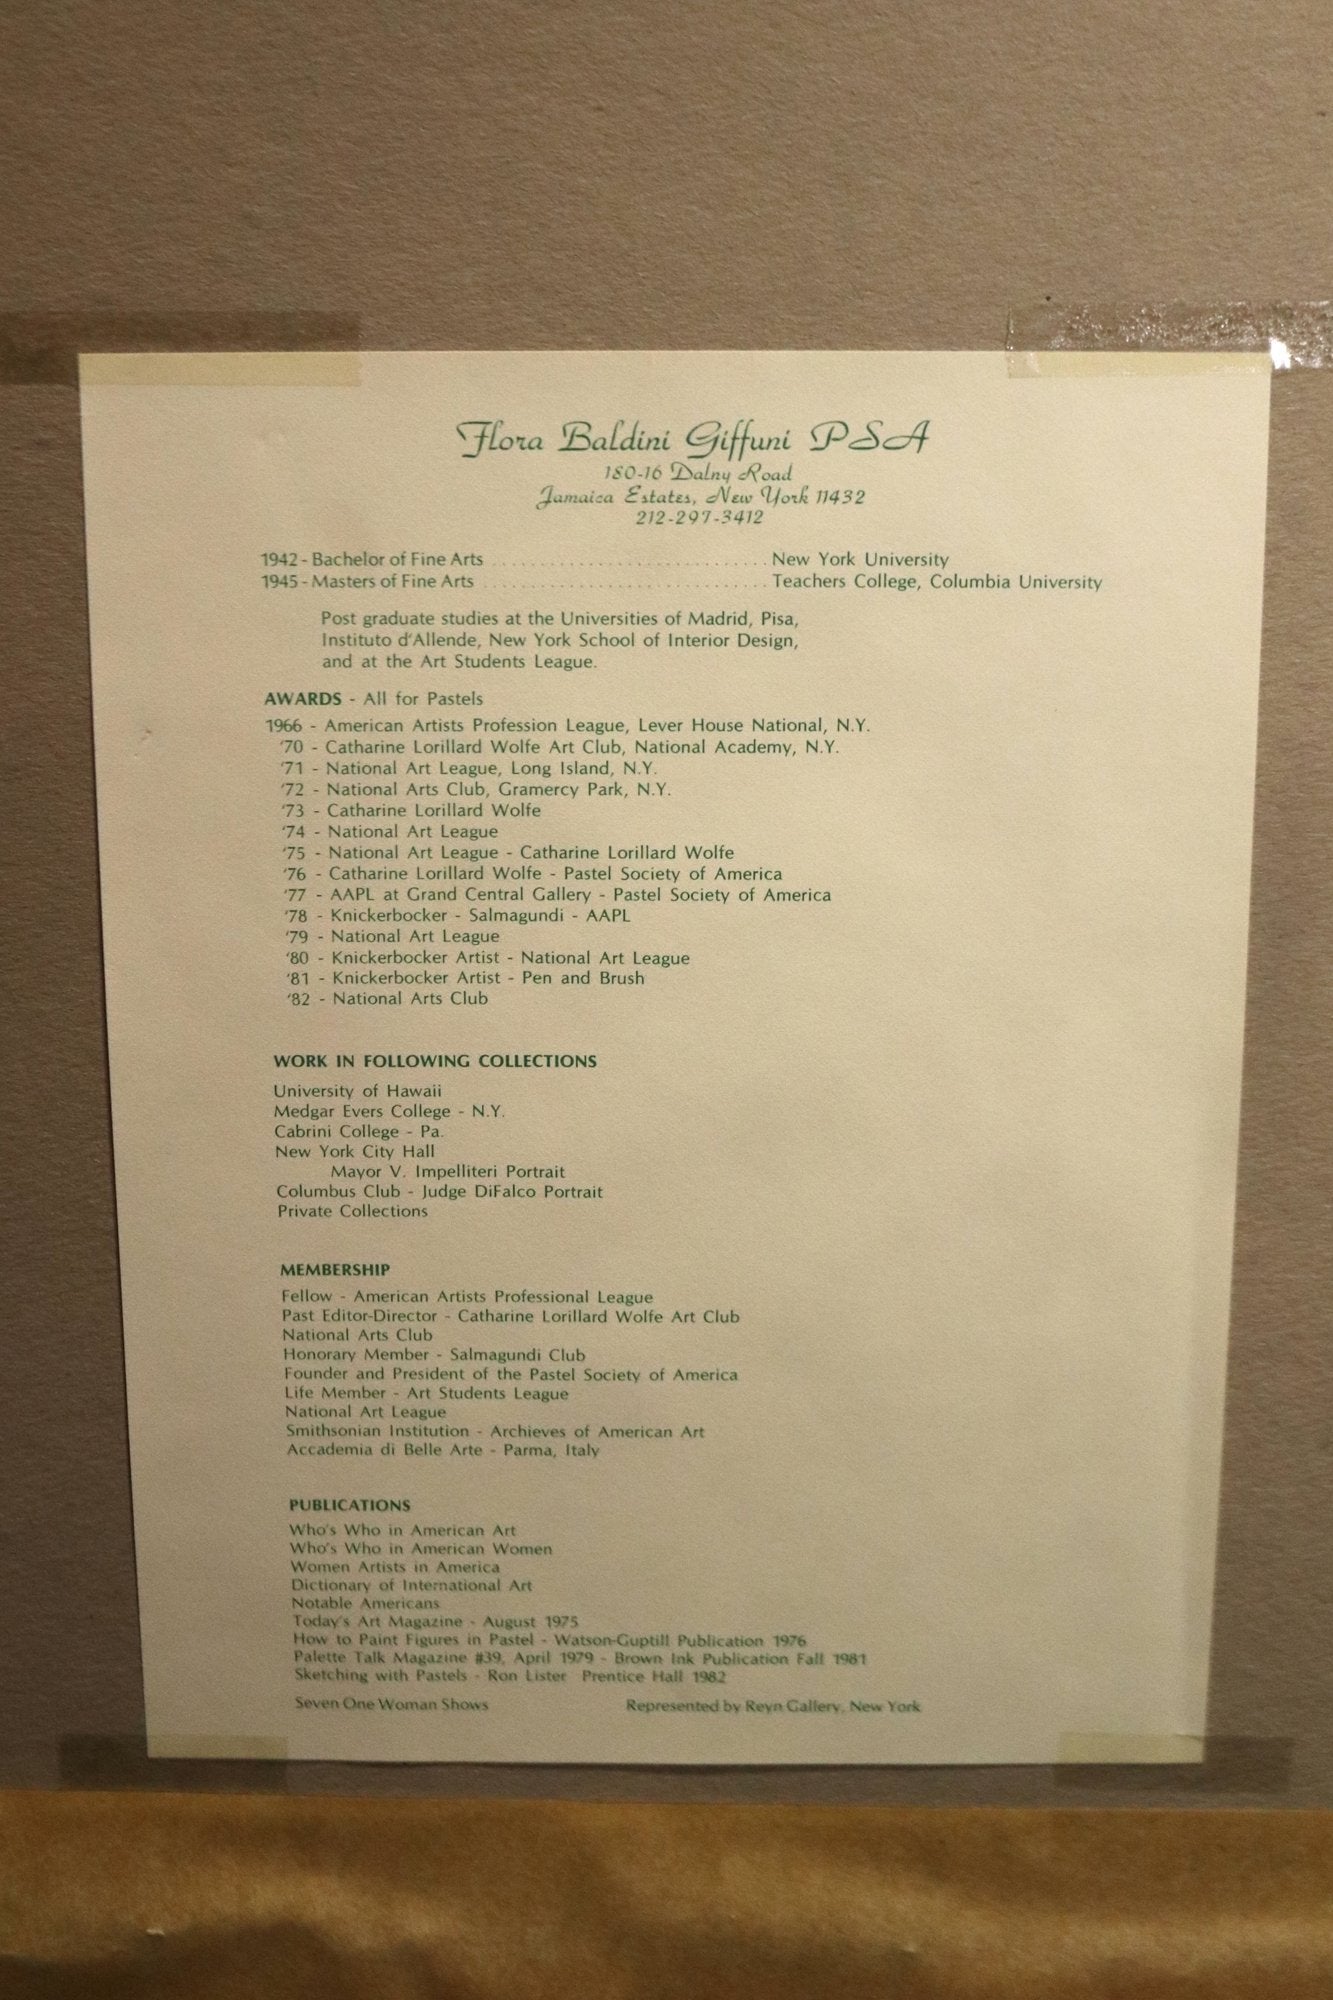 Flora Baldini Giffuni PSA
180-16 Dalny Road
Jamaica Estates, New York 11432
212-297-3412
1942 - Bachelor of Fine Arts ............................ New York University
1945 - Masters of Fine Arts ............................. Teachers College, Columbia University
Post graduate studies at the Universities of Madrid, Pisa,
Instituto d'Allende, New York School of Interior Design,
and at the Art Students League.
AWARDS - All for Pastels
1966 - American Artists Profession League, Lever House National, N.Y.
'70 - Catharine Lorillard Wolfe Art Club, National Academy, N.Y.
'71 - National Art League, Long Island, N.Y.
'72 - National Arts Club, Gramercy Park, N.Y.
'73 - Catharine Lorillard Wolfe
'74 - National Art League
'75 - National Art League - Catharine Lorillard Wolfe
'76 - Catharine Lorillard Wolfe - Pastel Society of America
'77 - AAPL at Grand Central Gallery - Pastel Society of America
'78 - Knickerbocker - Salmagundi - AAPL
'79 - National Art League
'80 - Knickerbocker Artist - National Art League
'81 - Knickerbocker Artist - Pen and Brush
'82 - National Arts Club
WORK IN FOLLOWING COLLECTIONS
University of Hawaii
Medgar Evers College - N.Y.
Cabrini College - Pa.
New York City Hall
Mayor V. Impelliteri Portrait
Columbus Club - Judge DiFalco Portrait
Private Collections
MEMBERSHIP
Fellow - American Artists Professional League
Past Editor-Director - Catharine Lorillard Wolfe Art Club
National Arts Club
Honorary Member - Salmagundi Club
Founder and President of the Pastel Society of America
Life Member - Art Students League
National Art League
Smithsonian Institution - Archieves of American Art
Accademia di Belle Arte - Parma, Italy
PUBLICATIONS
Who's Who in American Art
Who's Who in American Women
Women Artists in America
Dictionary of International Art
Notable Americans
Today's Art Magazine - August 1975
How to Paint Figures in Pastel - Watson-Guptill Publication 1976
Palette Talk Magazine #39, April 1979 - Brown Ink Publication Fall 1981
Sketching with Pastels - Ron Lister Prentice Hall 1982
Seven One Woman Shows Represented by Reyn Gallery, New York